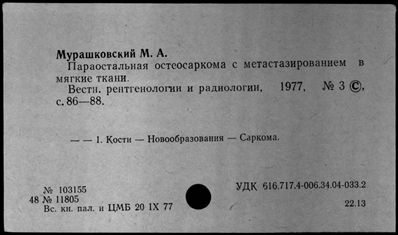 Мурашковский М. А.
Параостальная остеосаркома с метастазированием в
мягкие ткани.
Вестн. рентгенологии и радиологии, 1977, № 3 ©,
с. 86—88.
— — 1. Кости — Новообразования — Саркома.
№ 103155
48 № 11805
Вс. кн. пал. и ЦМБ 20 IX 77
УДК 616.717.4-006.34.04-033.2
22.13